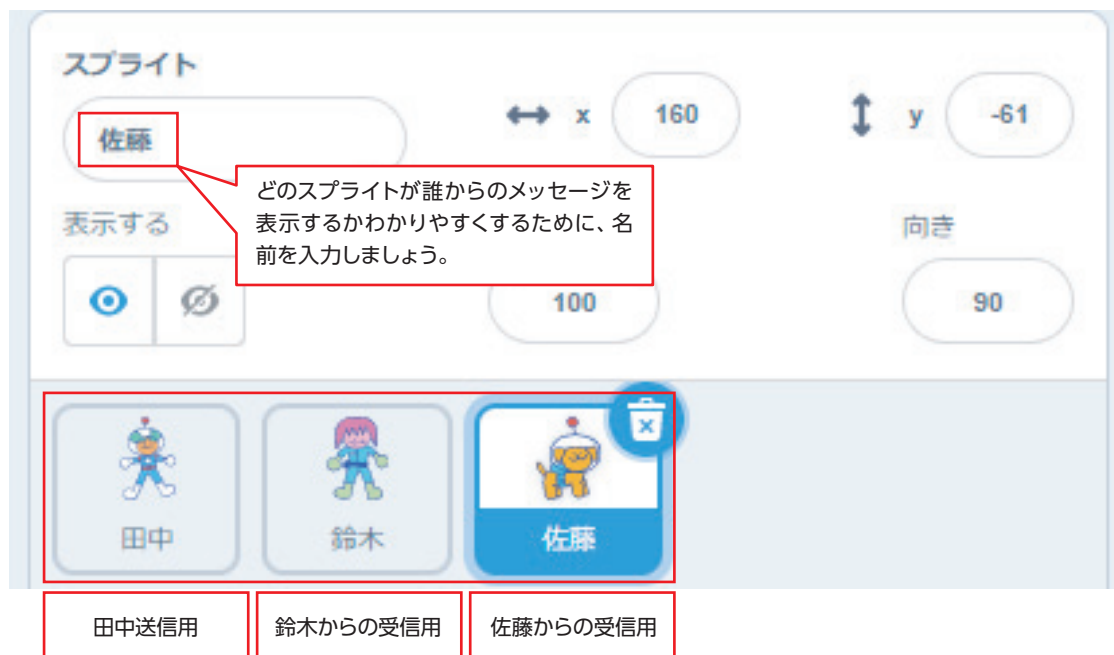 スプライト
佐藤
↔ x 160
↕ y -61
どのスプライトが誰からのメッセージを
表示するかわかりやすくするために、名
前を入力しましょう。
表示する
向き
100
90
田中
鈴木
佐藤
田中送信用
鈴木からの受信用
佐藤からの受信用